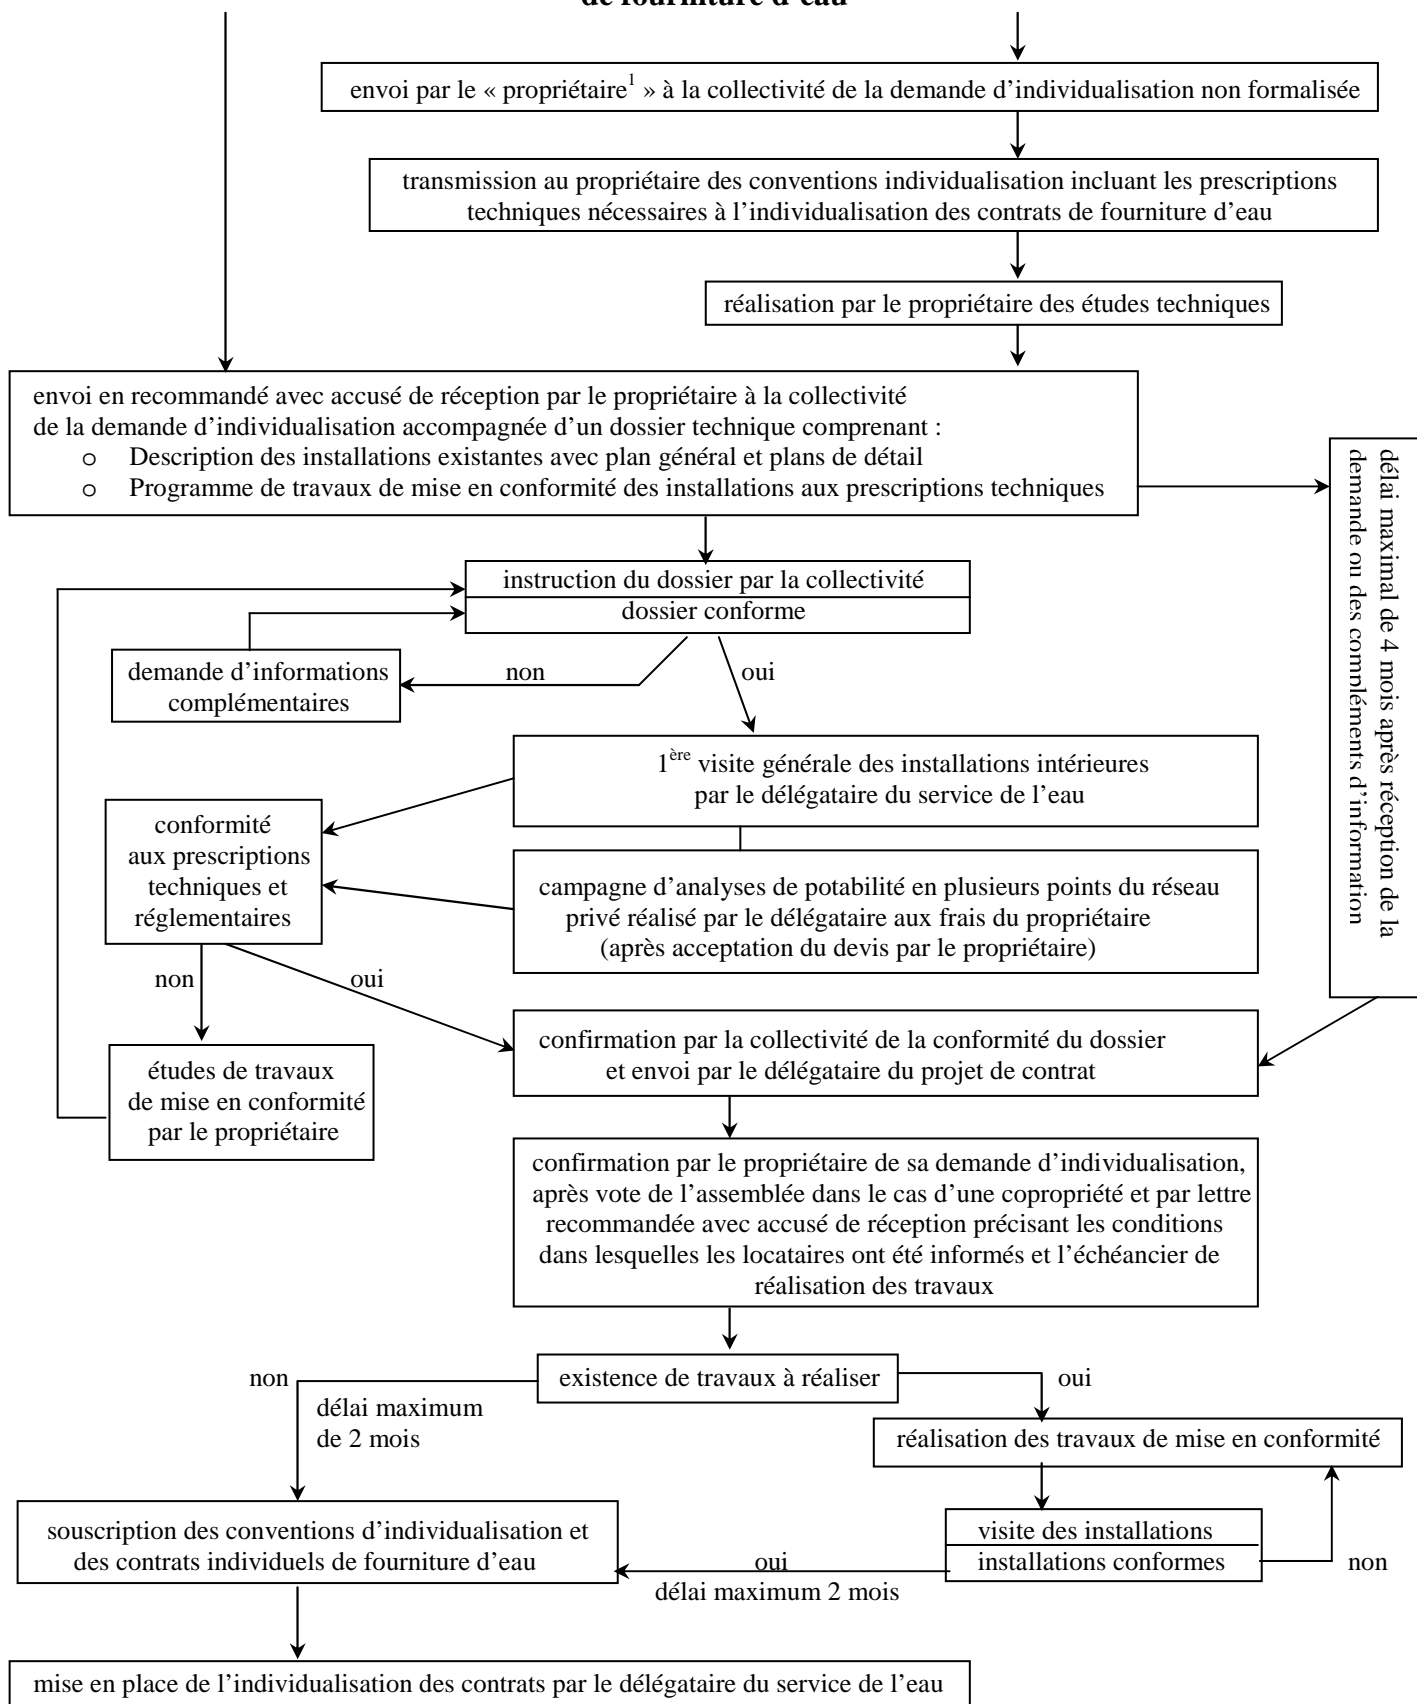 de fourniture d'eau
envoi par le « propriétaire1 » à la collectivité de la demande d'individualisation non formalisée
transmission au propriétaire des conventions individualisation incluant les prescriptions
techniques nécessaires à l'individualisation des contrats de fourniture d'eau
réalisation par le propriétaire des études techniques
envoi en recommandé avec accusé de réception par le propriétaire à la collectivité
de la demande d'individualisation accompagnée d'un dossier technique comprenant :
o Description des installations existantes avec plan général et plans de détail
o Programme de travaux de mise en conformité des installations aux prescriptions techniques
délai maximal de 4 mois après réception de la
demande ou des compléments d'information
instruction du dossier par la collectivité
dossier conforme
demande d'informations
complémentaires
non
oui
1ère visite générale des installations intérieures
par le délégataire du service de l'eau
conformité
aux prescriptions
techniques et
réglementaires
campagne d'analyses de potabilité en plusieurs points du réseau
privé réalisé par le délégataire aux frais du propriétaire
(après acceptation du devis par le propriétaire)
non
oui
confirmation par la collectivité de la conformité du dossier
et envoi par le délégataire du projet de contrat
études de travaux
de mise en conformité
par le propriétaire
confirmation par le propriétaire de sa demande d'individualisation,
après vote de l'assemblée dans le cas d'une copropriété et par lettre
recommandée avec accusé de réception précisant les conditions
dans lesquelles les locataires ont été informés et l'échéancier de
réalisation des travaux
non
existence de travaux à réaliser
oui
délai maximum
de 2 mois
réalisation des travaux de mise en conformité
souscription des conventions d'individualisation et
des contrats individuels de fourniture d'eau
visite des installations
installations conformes
non
oui
délai maximum 2 mois
mise en place de l'individualisation des contrats par le délégataire du service de l'eau